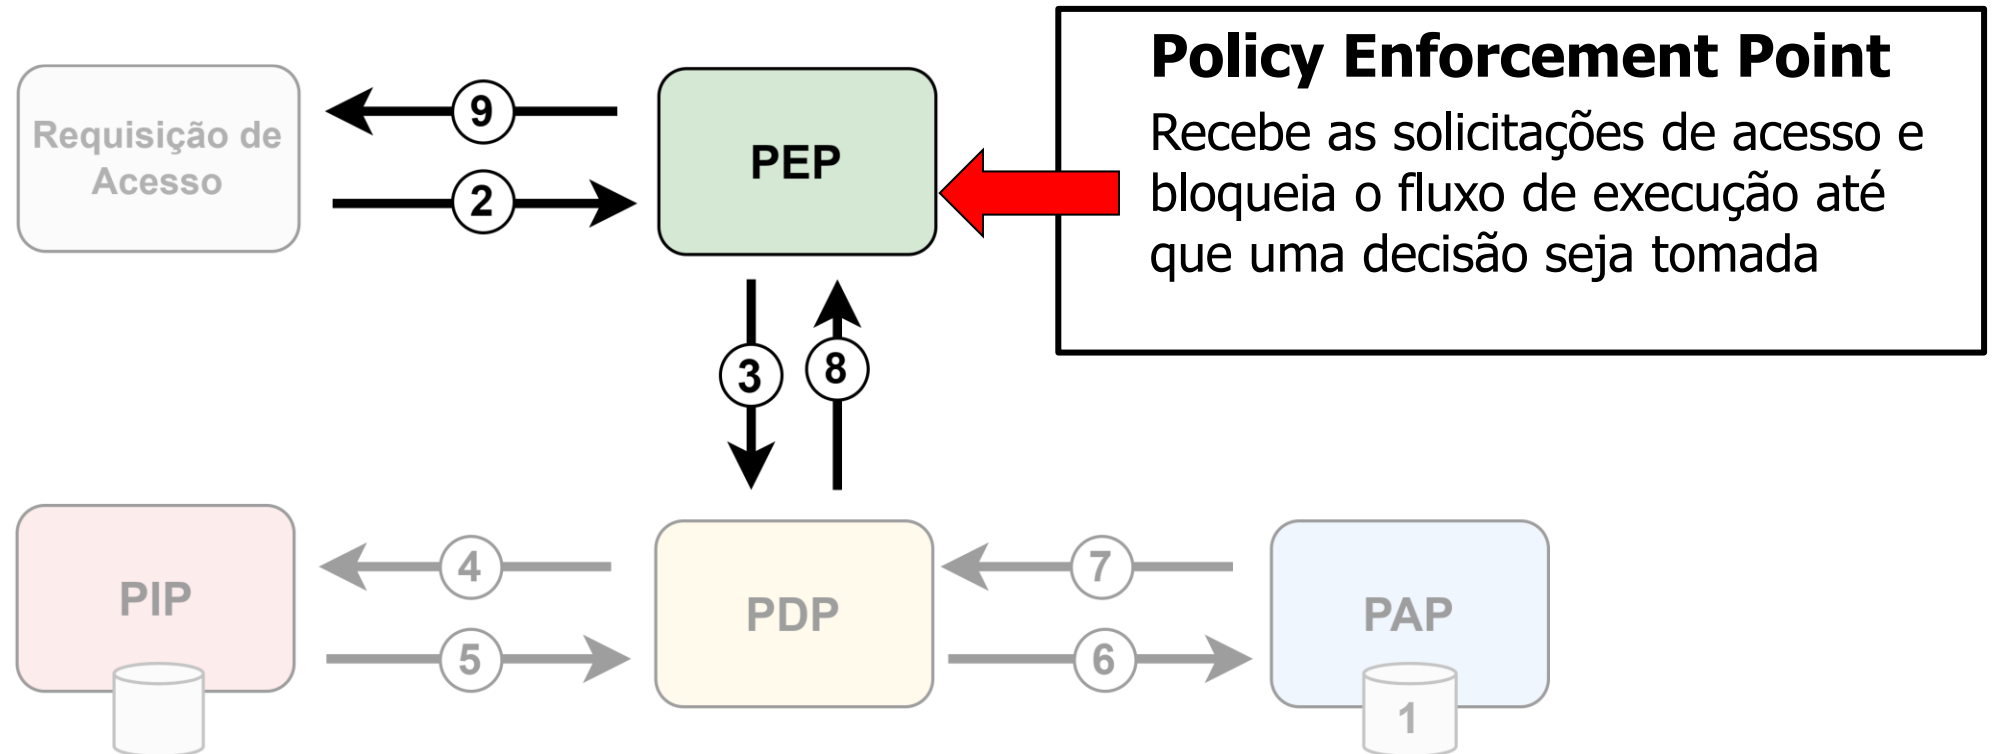 Policy Enforcement Point
Recebe as solicitações de acesso e
bloqueia o fluxo de execução até
que uma decisão seja tomada
Requisição de
Acesso
9
2
PEP
3
8
PIP
4
5
PDP
7
6
PAP
1